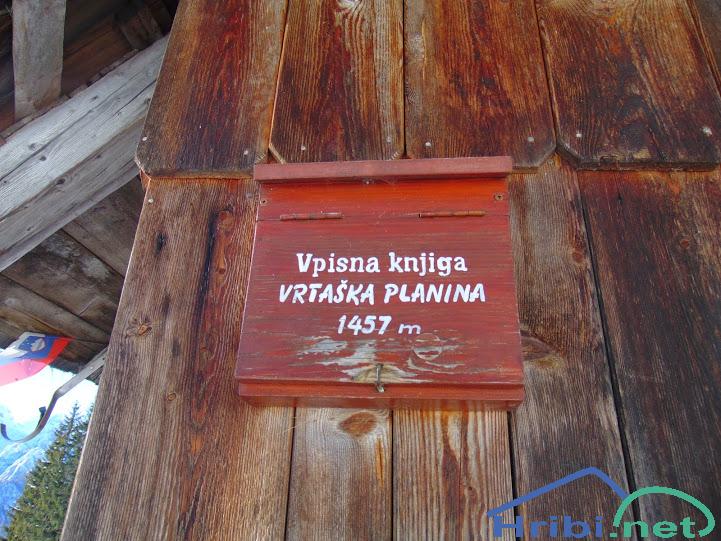 Vpisna knjiga
VRTAŠKA PLANINA
1457 m
Hribi.net